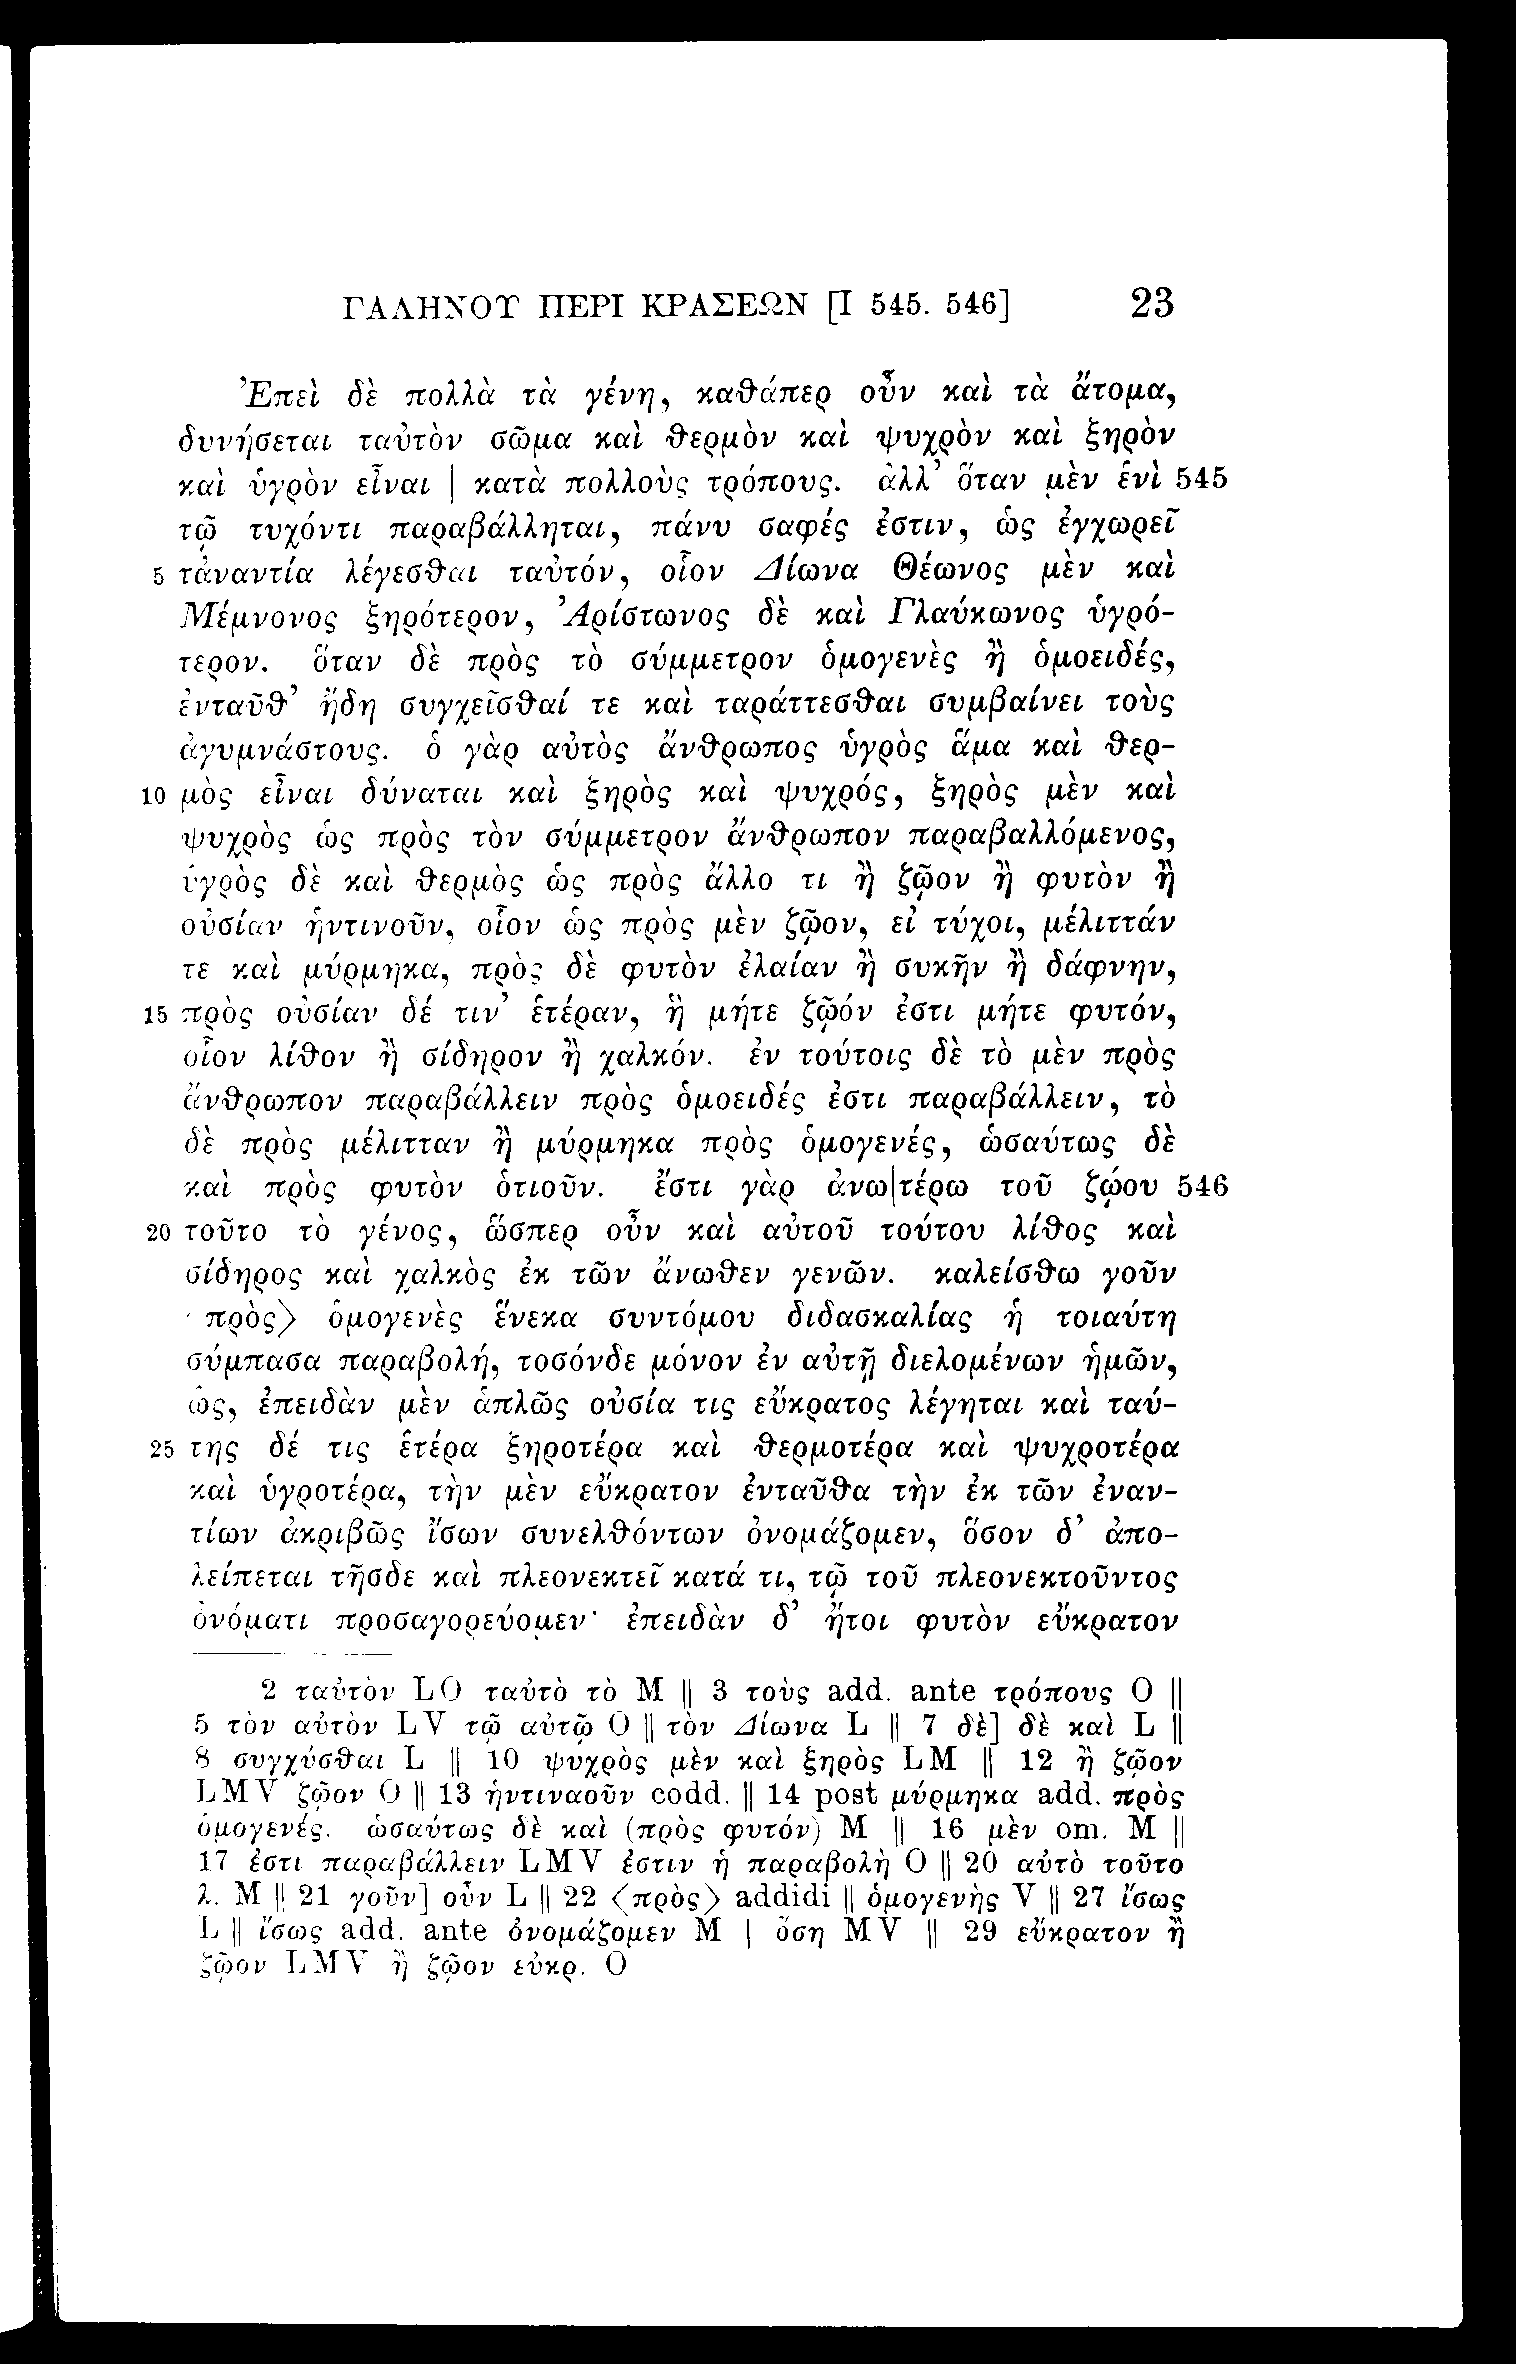 ΓΑΛΗΝΟΥ ΠΕΡΙ ΚΡΑΣΕΩΝ [I 545. 546] 23
Ἐπεὶ δὲ πολλὰ τὰ γένη, καθάπερ οὖν καὶ τὰ ἄτομα,
δυνήσεται ταὐτὸν σῶμα καὶ θερμὸν καὶ ψυχρὸν καὶ ξηρὸν
καὶ ὑγρὸν εἶναι | κατὰ πολλοὺς τρόπους. ἀλλ’ ὅταν μὲν ἑνὶ 545
τῷ τυχόντι παραβάλληται, πάνυ σαφές ἐστιν, ὡς ἐγχωρεῖ
5 τἀναντία λέγεσθαι ταὐτόν, οἷον Δίωνα Θέωνος μὲν καὶ
Μέμνονος ξηρότερον, Ἀρίστωνος δὲ καὶ Γλαύκωνος ὑγρό-
τερον. ὅταν δὲ πρὸς τὸ σύμμετρον ὁμογενὲς ἢ ὁμοειδές,
ἐνταῦθ’ ἤδη συγχεῖσθαί τε καὶ ταράττεσθαι συμβαίνει τοὺς
ἀγυμνάστους. ὁ γὰρ αὐτὸς ἄνθρωπος ὑγρὸς ἅμα καὶ θερ-
10 μὸς εἶναι δύναται καὶ ξηρὸς καὶ ψυχρός, ξηρὸς μὲν καὶ
ψυχρὸς ὡς πρὸς τὸν σύμμετρον ἄνθρωπον παραβαλλόμενος,
ὑγρὸς δὲ καὶ θερμὸς ὡς πρὸς ἄλλο τι ἢ ζῷον ἢ φυτὸν ἢ
οὐσίαν ἡντινοῦν, οἷον ὡς πρὸς μὲν ζῷον, εἰ τύχοι, μέλιττάν
τε καὶ μύρμηκα, πρὸς δὲ φυτὸν ἐλαίαν ἢ συκῆν ἢ δάφνην,
15 πρὸς οὐσίαν δέ τιν’ ἑτέραν, ἣ μήτε ζῷόν ἐστι μήτε φυτόν,
οἷον λίθον ἢ σίδηρον ἢ χαλκόν. ἐν τούτοις δὲ τὸ μὲν πρὸς
ἄνθρωπον παραβάλλειν πρὸς ὁμοειδές ἐστι παραβάλλειν, τὸ
δὲ πρὸς μέλιτταν ἢ μύρμηκα πρὸς ὁμογενές, ὡσαύτως δὲ
καὶ πρὸς φυτὸν ὁτιοῦν. ἔστι γὰρ ἀνω|τέρω τοῦ ζῴου 546
20 τοῦτο τὸ γένος, ὥσπερ οὖν καὶ αὐτοῦ τούτου λίθος καὶ
σίδηρος καὶ χαλκὸς ἐκ τῶν ἄνωθεν γενῶν. καλείσθω γοῦν
⟨πρὸς⟩ ὁμογενὲς ἕνεκα συντόμου διδασκαλίας ἡ τοιαύτη
σύμπασα παραβολή, τοσόνδε μόνον ἐν αὐτῇ διελομένων ἡμῶν,
ὡς, ἐπειδὰν μὲν ἁπλῶς οὐσία τις εὔκρατος λέγηται καὶ ταύ-
25 της δέ τις ἑτέρα ξηροτέρα καὶ θερμοτέρα καὶ ψυχροτέρα
καὶ ὑγροτέρα, τὴν μὲν εὔκρατον ἐνταῦθα τὴν ἐκ τῶν ἐναν-
τίων ἀκριβῶς ἴσων συνελθόντων ὀνομάζομεν, ὅσον δ’ ἀπο-
λείπεται τῆσδε καὶ πλεονεκτεῖ κατά τι, τῷ τοῦ πλεονεκτοῦντος
ὀνόματι προσαγορεύομεν· ἐπειδὰν δ’ ἤτοι φυτὸν εὔκρατον
2 ταὐτὸν LO ταὐτὸ τὸ M || 3 τοὺς add. ante τρόπους O ||
5 τὸν αὐτὸν LV τῷ αὐτῷ O || τὸν Δίωνα L || 7 δὲ] δὲ καὶ L ||
8 συγχύσθαι L || 10 ψυχρὸς μὲν καὶ ξηρὸς LM || 12 ἢ ζῷον
LMV ζῷον O || 13 ἡντιναοῦν codd. || 14 post μύρμηκα add. πρὸς
ὁμογενές. ὡσαύτως δὲ καὶ (πρὸς φυτόν) M || 16 μὲν om. M ||
17 ἐστι παραβάλλειν LMV ἐστιν ἡ παραβολὴ O || 20 αὐτὸ τοῦτο
λ. M || 21 γοῦν] οὖν L || 22 ⟨πρὸς⟩ addidi || ὁμογενὴς V || 27 ἴσως
L || ἴσως add. ante ὀνομάζομεν M | ὅση MV || 29 εὔκρατον ἢ
ζῷον LMV ἢ ζῷον εὐκρ. O